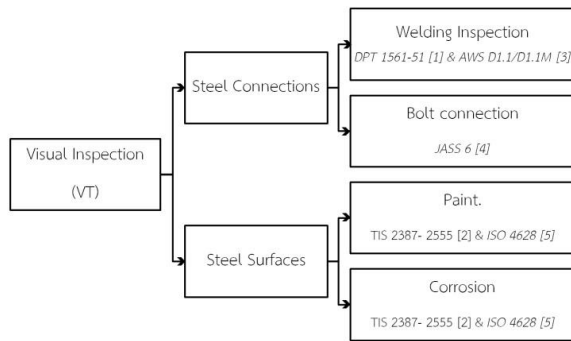 Visual Inspection
(VT)
Steel Connections
Steel Surfaces
Welding Inspection
DPT 1561-51 [1] & AWS D1.1/D1.1M [3]
Bolt connection
JASS 6 [4]
Paint.
TIS 2387- 2555 [2] & ISO 4628 [5]
Corrosion
TIS 2387- 2555 [2] & ISO 4628 [5]